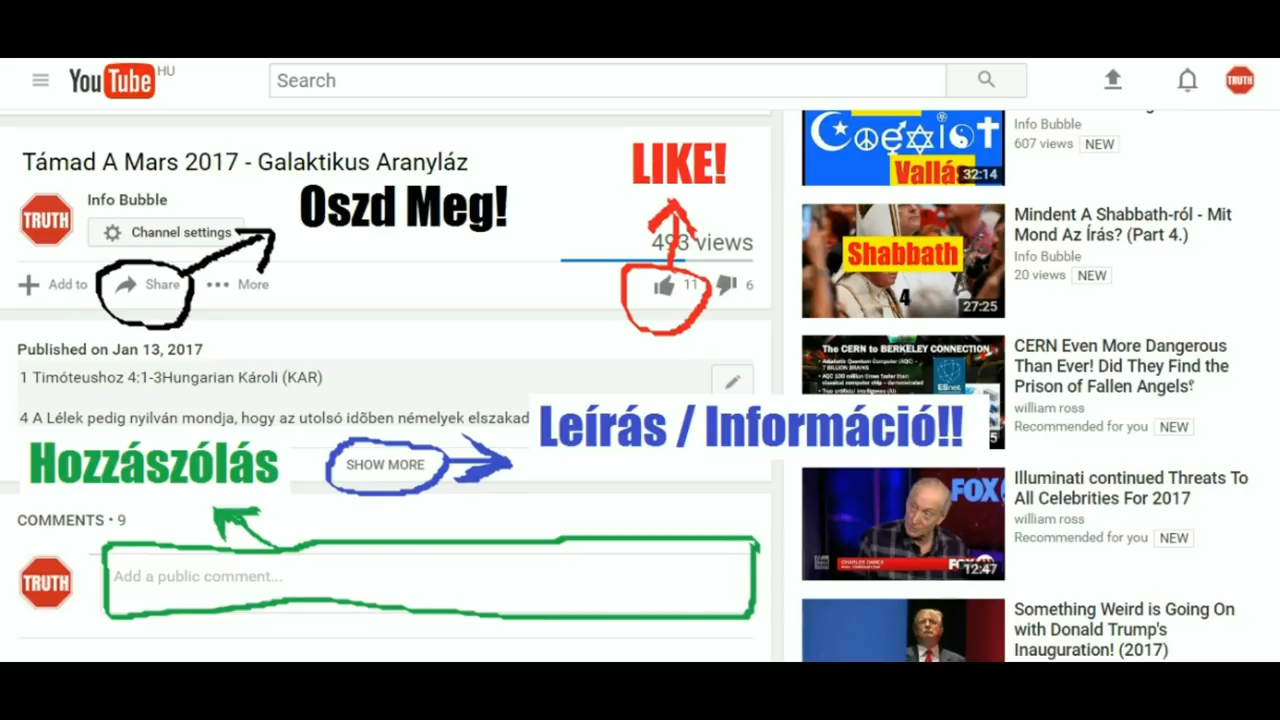 YouTube HU
Search
TRUTH
Támad A Mars 2017 - Galaktikus Aranyláz
TRUTH
Info Bubble
Channel settings
Oszd Meg!
LIKE!
493 views
Add to
Share
More
11
6
Published on Jan 13, 2017
1 Timóteushoz 4:1-3Hungarian Károli (KAR)
4 A Lélek pedig nyilván mondja, hogy az utolsó időben némelyek elszakad
Leírás / Információ!!
Hozzászólás
SHOW MORE
COMMENTS • 9
TRUTH
Add a public comment...
Vallás
32:14
Info Bubble
607 views NEW
Shabbath
4
27:25
Mindent A Shabbath-ról - Mit
Mond Az Írás? (Part 4.)
Info Bubble
20 views NEW
The CERN to BERKELEY CONNECTION
ESnet
CERN Even More Dangerous
Than Ever! Did They Find the
Prison of Fallen Angels‽
william ross
Recommended for you NEW
FOX
CHARLES DANCE
12:47
Illuminati continued Threats To
All Celebrities For 2017
william ross
Recommended for you NEW
Something Weird is Going On
with Donald Trump's
Inauguration! (2017)